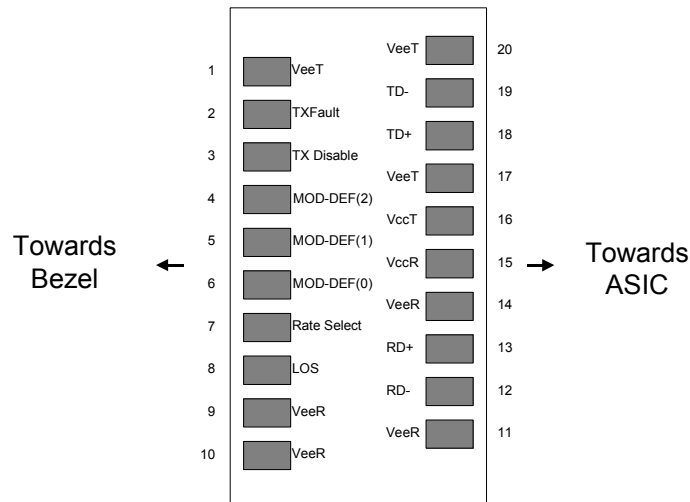 VeeT 20
1 VeeT
TD- 19
2 TXFault
TD+ 18
3 TX Disable
VeeT 17
4 MOD-DEF(2)
VccT 16
5 MOD-DEF(1)
Towards
Bezel
VccR 15
Towards
ASIC
6 MOD-DEF(0)
VeeR 14
7 Rate Select
RD+ 13
8 LOS
RD- 12
9 VeeR
VeeR 11
10 VeeR